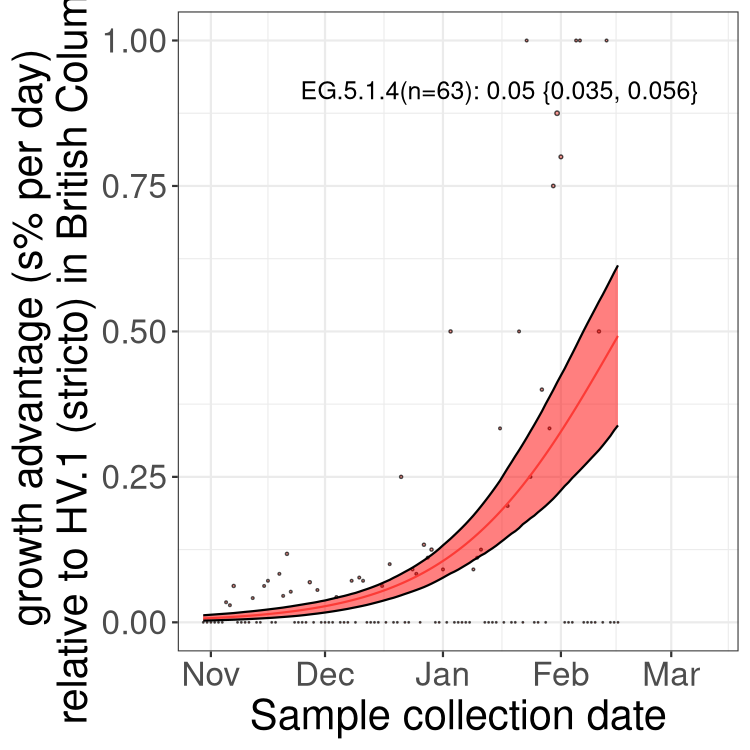 growth advantage (s% per day)
relative to HV.1 (stricto) in British Colum
1.00
0.75
0.50
0.25
0.00
EG.5.1.4(n=63): 0.05 {0.035, 0.056}
Nov Dec Jan Feb Mar
Sample collection date